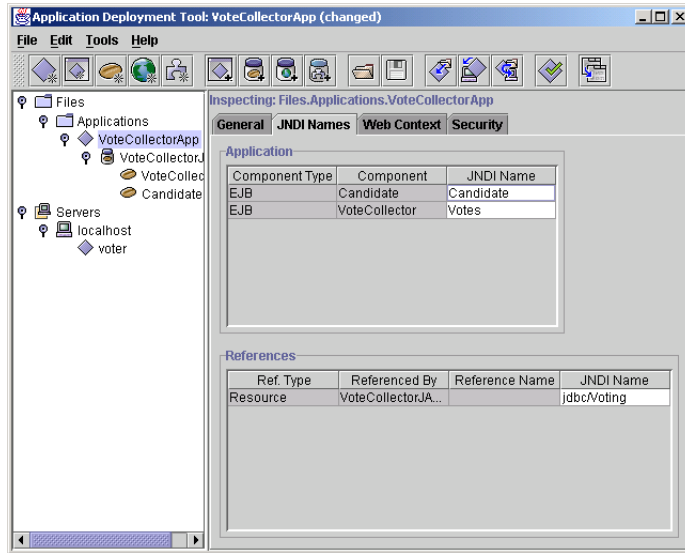 Application Deployment Tool: VoteCollectorApp (changed)
File Edit Tools Help
Files
Applications
VoteCollectorApp
VoteCollectorJ
VoteCollec
Candidate
Servers
localhost
voter
Inspecting: Files.Applications.VoteCollectorApp
General JNDI Names Web Context Security
Application
Component Type Component JNDI Name
EJB Candidate Candidate
EJB VoteCollector Votes
References
Ref. Type Referenced By Reference Name JNDI Name
Resource VoteCollectorJA... jdbc/Voting